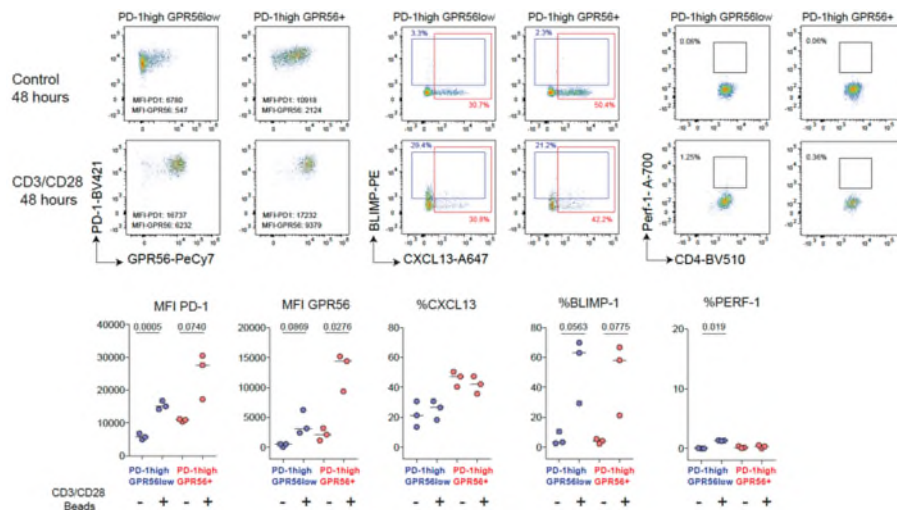 PD-1high GPR56low PD-1high GPR56+ PD-1high GPR56low PD-1high GPR56+ PD-1high GPR56low PD-1high GPR56+
Control
48 hours
MFI-PD1: 6780
MFI-GPR56: 547
MFI-PD1: 10918
MFI-GPR56: 2124
3.3%
30.7%
2.3%
50.4%
0.08%
0.06%
CD3/CD28
48 hours
MFI-PD1: 16737
MFI-GPR56: 6232
MFI-PD1: 17232
MFI-GPR56: 9379
29.4%
30.8%
21.2%
42.2%
1.25%
0.36%
PD-1-BV421
GPR56-PeCy7
BLIMP-PE
CXCL13-A647
Perf-1- A-700
CD4-BV510
MFI PD-1 MFI GPR56 %CXCL13 %BLIMP-1 %PERF-1
0.0005 0.0740
0.0869 0.0276
0.0563 0.0775
0.019
40000
30000
20000
10000
0
20000
15000
10000
5000
0
80
60
40
20
0
80
60
40
20
0
20
10
0
PD-1high PD-1high PD-1high PD-1high PD-1high PD-1high PD-1high PD-1high PD-1high PD-1high
GPR56low GPR56+ GPR56low GPR56+ GPR56low GPR56+ GPR56low GPR56+ GPR56low GPR56+
CD3/CD28
Beads
- + - + - + - + - + - + - + - + - + - +